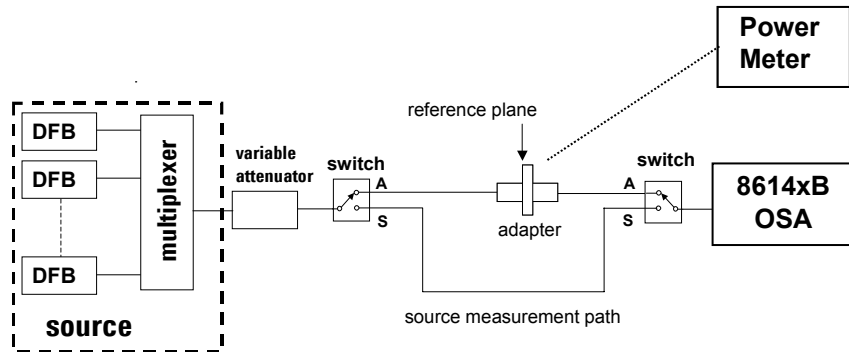 Power
Meter
reference plane
DFB
DFB
DFB
multiplexer
source
variable
attenuator
switch
A
S
adapter
switch
A
S
8614xB
OSA
source measurement path